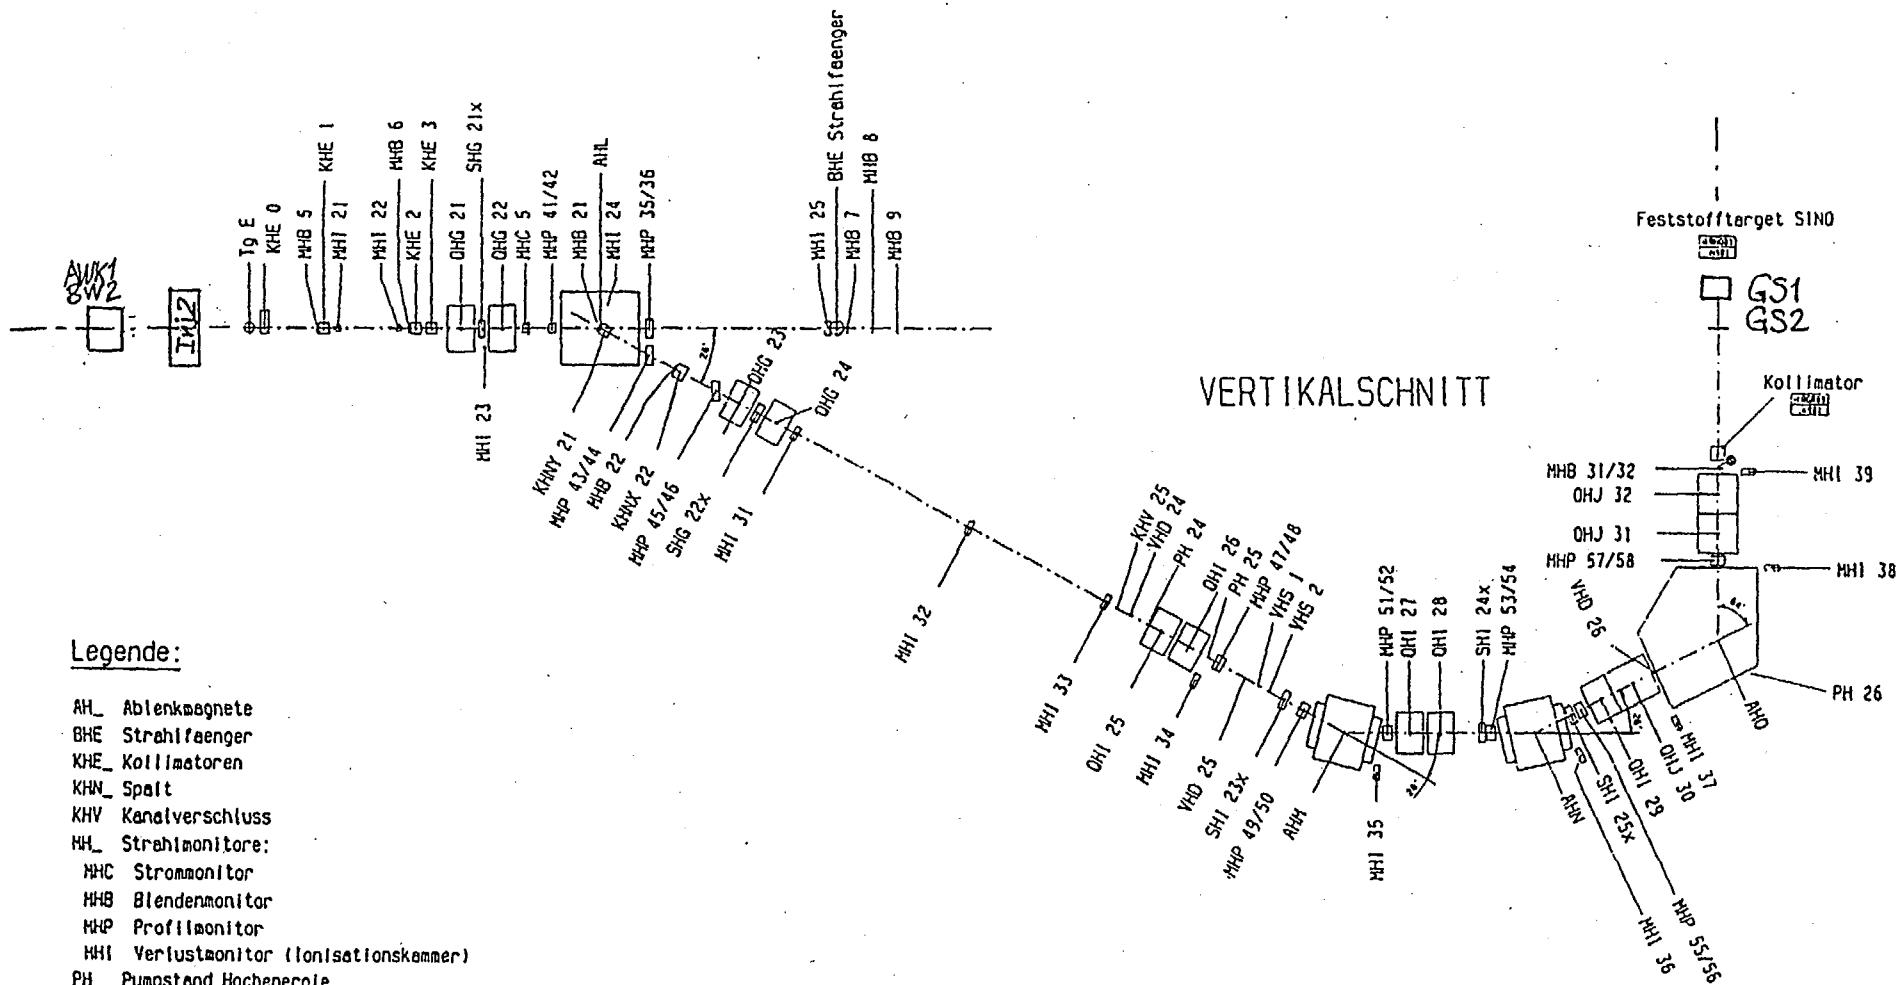 AWK1
BW2
Tg E
KHE 0
MHB 5
KHE 1
MHI 21
MHI 22
MHB 6
KHE 2
KHE 3
QHG 21
SHG 21x
QHG 22
MHC 5
MHP 41/42
MHB 21
AHL
MHI 24
MHP 35/36
MHI 25
BHE Strahlfaenger
MHB 7
MHB 8
MHB 9
MHI 23
28°
QHG 23
QHG 24
KHNY 21
MHP 43/44
MHB 22
KHNX 22
MHP 45/46
SHG 22x
MHI 31
MHI 32
MHI 33
VERTIKALSCHNITT
Feststofftarget SINQ
GS1
GS2
Kollimator
MHB 31/32
MHI 39
QHJ 32
QHJ 31
MHP 57/58
MHI 38
64°
VHD 26
PH 26
AHO
KHV 25
VHD 24
PH 24
QHI 26
PH 25
MHP 47/48
VHS 1
VHS 2
MHP 51/52
QHI 27
QHI 28
SHI 24x
MHP 53/54
QHI 25
MHI 34
VHD 25
SHI 23x
MHP 49/50
AHM
28°
MHI 35
AHN
28°
MHI 37
QHJ 30
QHI 29
SHI 25x
MHP 55/56
MHI 36
Legende:
AH_ Ablenkmagnete
BHE Strahlfaenger
KHE_ Kollimatoren
KHN_ Spalt
KHV Kanalverschluss
MH_ Strahlmonitore:
MHC Strommonitor
MHB Blendenmonitor
MHP Profilmonitor
MHI Verlustmonitor (Ionisationskammer)
PH Pumpstand Hochenergie